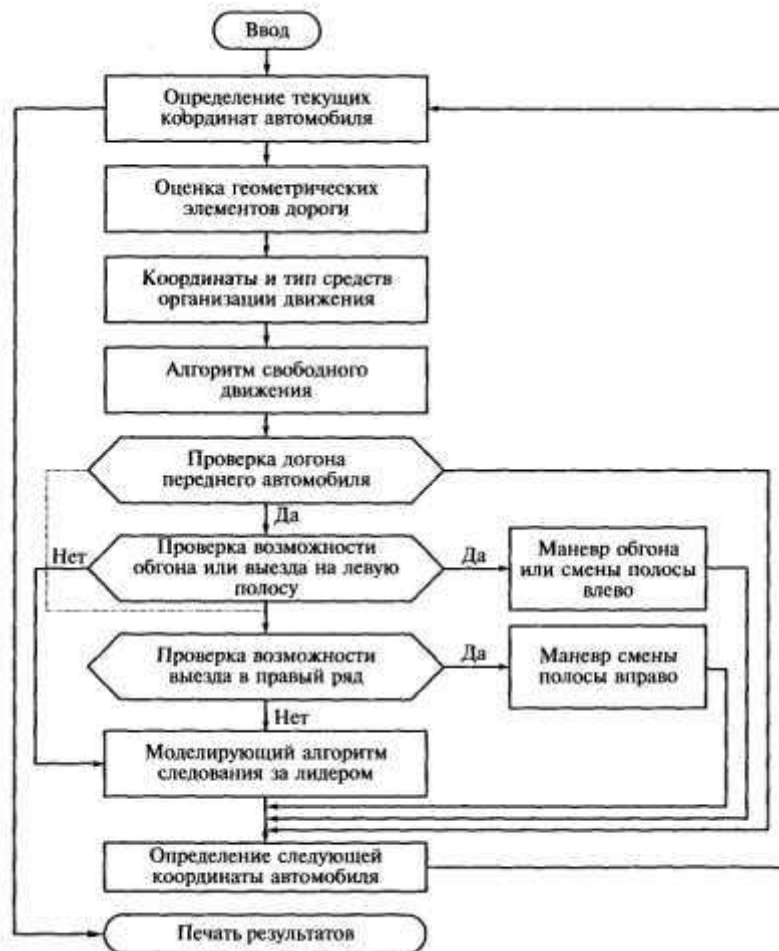 Ввод
Определение текущих
координат автомобиля
Оценка геометрических
элементов дороги
Координаты и тип средств
организации движения
Алгоритм свободного
движения
Проверка догона
переднего автомобиля
Да
Нет
Проверка возможности
обгона или выезда на левую
полосу
Да
Маневр обгона
или смены полосы
влево
Проверка возможности
выезда в правый ряд
Да
Маневр смены
полосы вправо
Нет
Моделирующий алгоритм
следования за лидером
Определение следующей
координаты автомобиля
Печать результатов